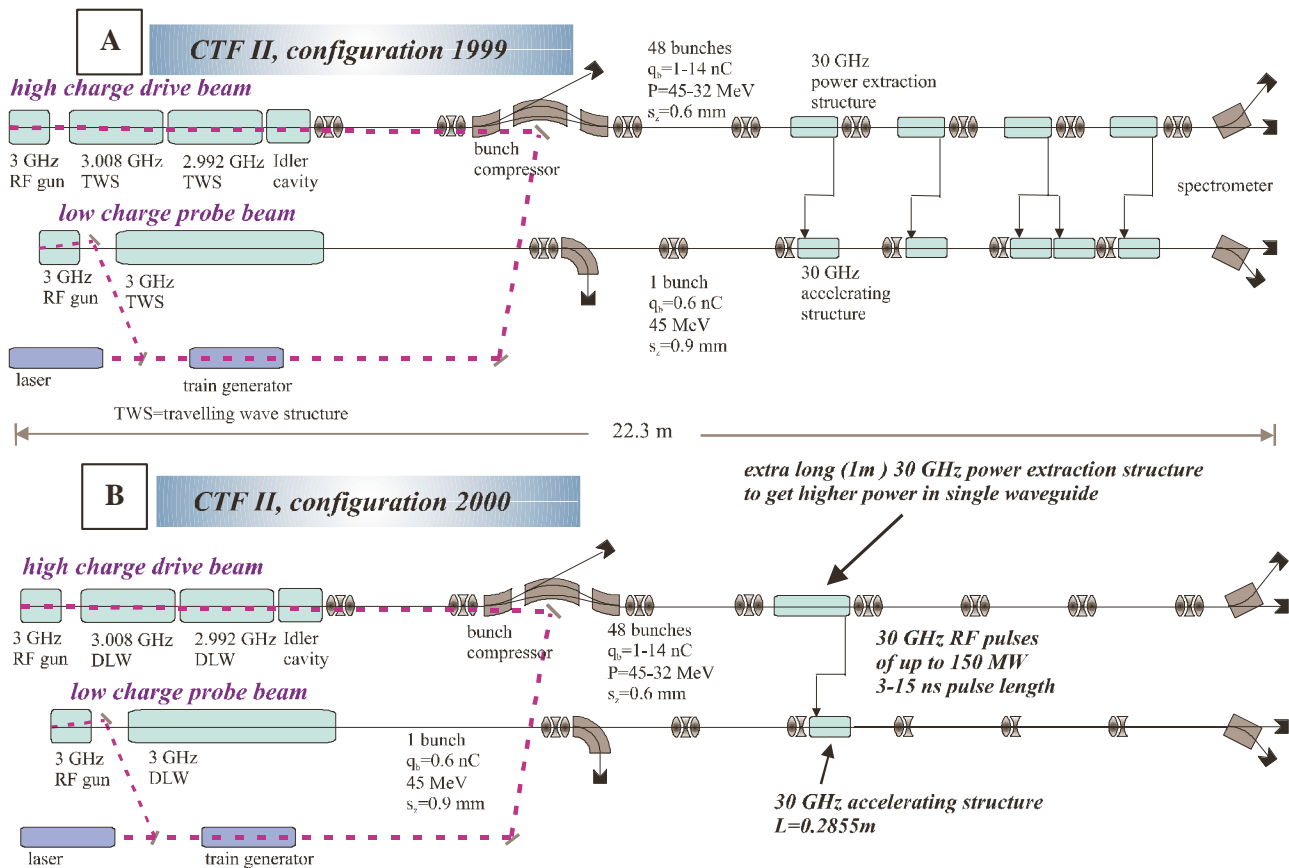 A
CTF II, configuration 1999
high charge drive beam
3 GHz
RF gun
3.008 GHz
TWS
2.992 GHz
TWS
Idler
cavity
bunch
compressor
48 bunches
qb=1-14 nC
P=45-32 MeV
sz=0.6 mm
30 GHz
power extraction
structure
spectrometer
low charge probe beam
3 GHz
RF gun
3 GHz
TWS
1 bunch
qb=0.6 nC
45 MeV
sz=0.9 mm
30 GHz
accelerating
structure
laser
train generator
TWS=travelling wave structure
22.3 m
B
CTF II, configuration 2000
extra long (1m ) 30 GHz power extraction structure
to get higher power in single waveguide
high charge drive beam
3 GHz
RF gun
3.008 GHz
DLW
2.992 GHz
DLW
Idler
cavity
bunch
compressor
48 bunches
qb=1-14 nC
P=45-32 MeV
sz=0.6 mm
30 GHz RF pulses
of up to 150 MW
3-15 ns pulse length
low charge probe beam
3 GHz
RF gun
3 GHz
DLW
1 bunch
qb=0.6 nC
45 MeV
sz=0.9 mm
30 GHz accelerating structure
L=0.2855m
laser
train generator